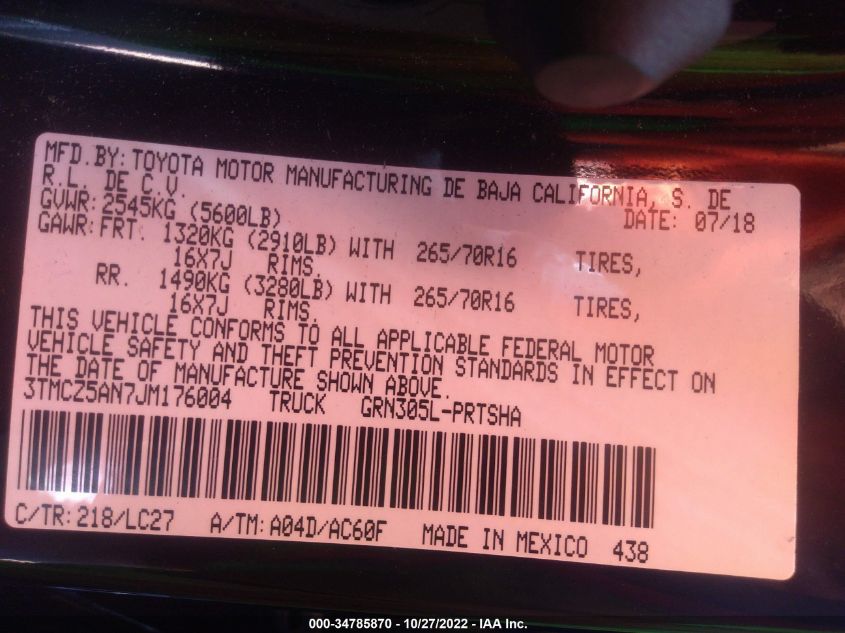 MFD.BY: TOYOTA MOTOR MANUFACTURING DE BAJA CALIFORNIA, S. DE
R.L. DE C.V. DATE: 07/18
GVWR: 2545KG (5600LB)
GAWR: FRT. 1320KG (2910LB) WITH 265/70R16 TIRES,
16X7J RIMS.
RR. 1490KG (3280LB) WITH 265/70R16 TIRES,
16X7J RIMS.
THIS VEHICLE CONFORMS TO ALL APPLICABLE FEDERAL MOTOR
VEHICLE SAFETY AND THEFT PREVENTION STANDARDS IN EFFECT ON
THE DATE OF MANUFACTURE SHOWN ABOVE.
3TMCZ5AN7JM176004 TRUCK GRN305L-PRTSHA
C/TR: 218/LC27 A/TM: A04D/AC60F MADE IN MEXICO 438
000-34785870 - 10/27/2022 - IAA Inc.